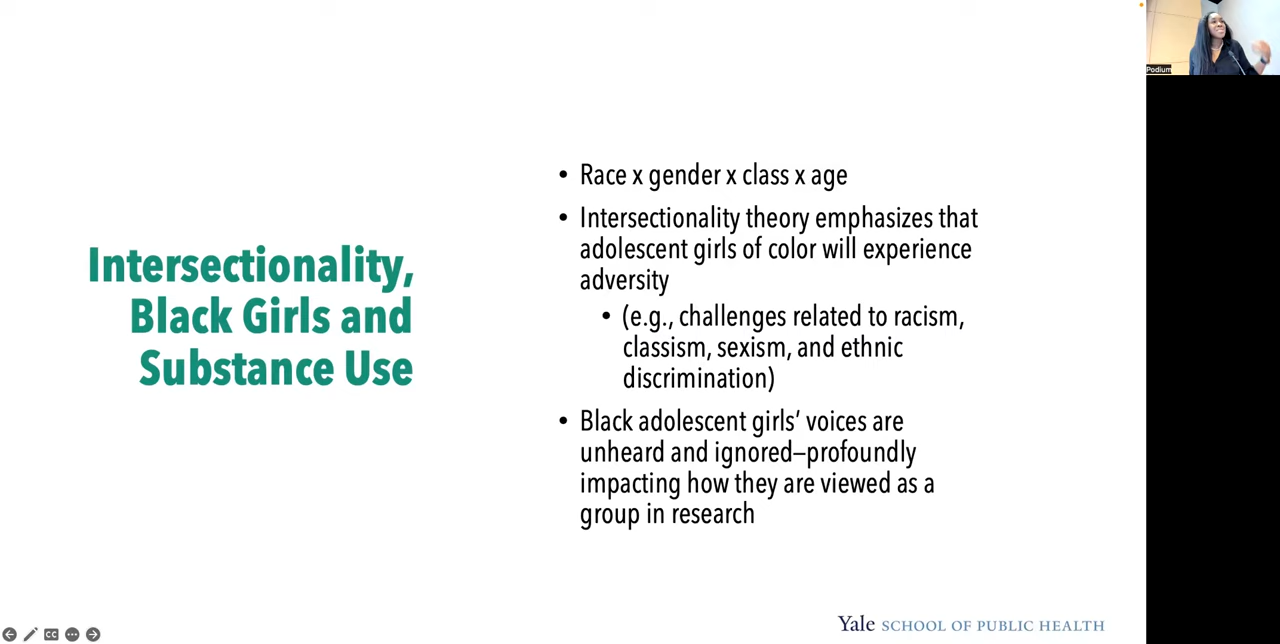 Intersectionality,
Black Girls and
Substance Use
• Race x gender x class x age
• Intersectionality theory emphasizes that
adolescent girls of color will experience
adversity
• (e.g., challenges related to racism,
classism, sexism, and ethnic
discrimination)
• Black adolescent girls’ voices are
unheard and ignored—profoundly
impacting how they are viewed as a
group in research
Yale SCHOOL OF PUBLIC HEALTH
Podium
CC